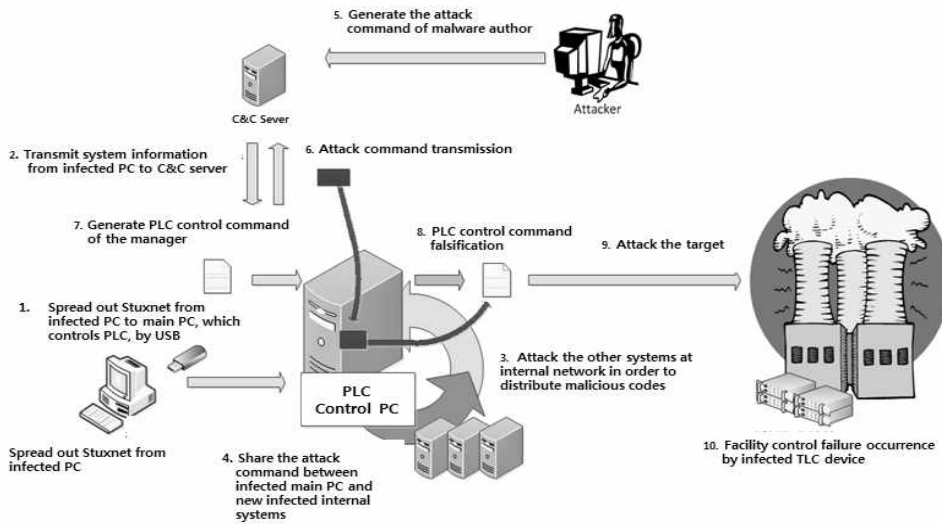 5. Generate the attack
command of malware author
Attacker
C&C Sever
2. Transmit system information
from infected PC to C&C server
6. Attack command transmission
7. Generate PLC control command
of the manager
8. PLC control command
falsification
9. Attack the target
1. Spread out Stuxnet from
infected PC to main PC, which
controls PLC, by USB
3. Attack the other systems at
internal network in order to
distribute malicious codes
PLC
Control PC
Spread out Stuxnet from
infected PC
4. Share the attack
command between
infected main PC and
new infected internal
systems
10. Facility control failure occurrence
by infected TLC device